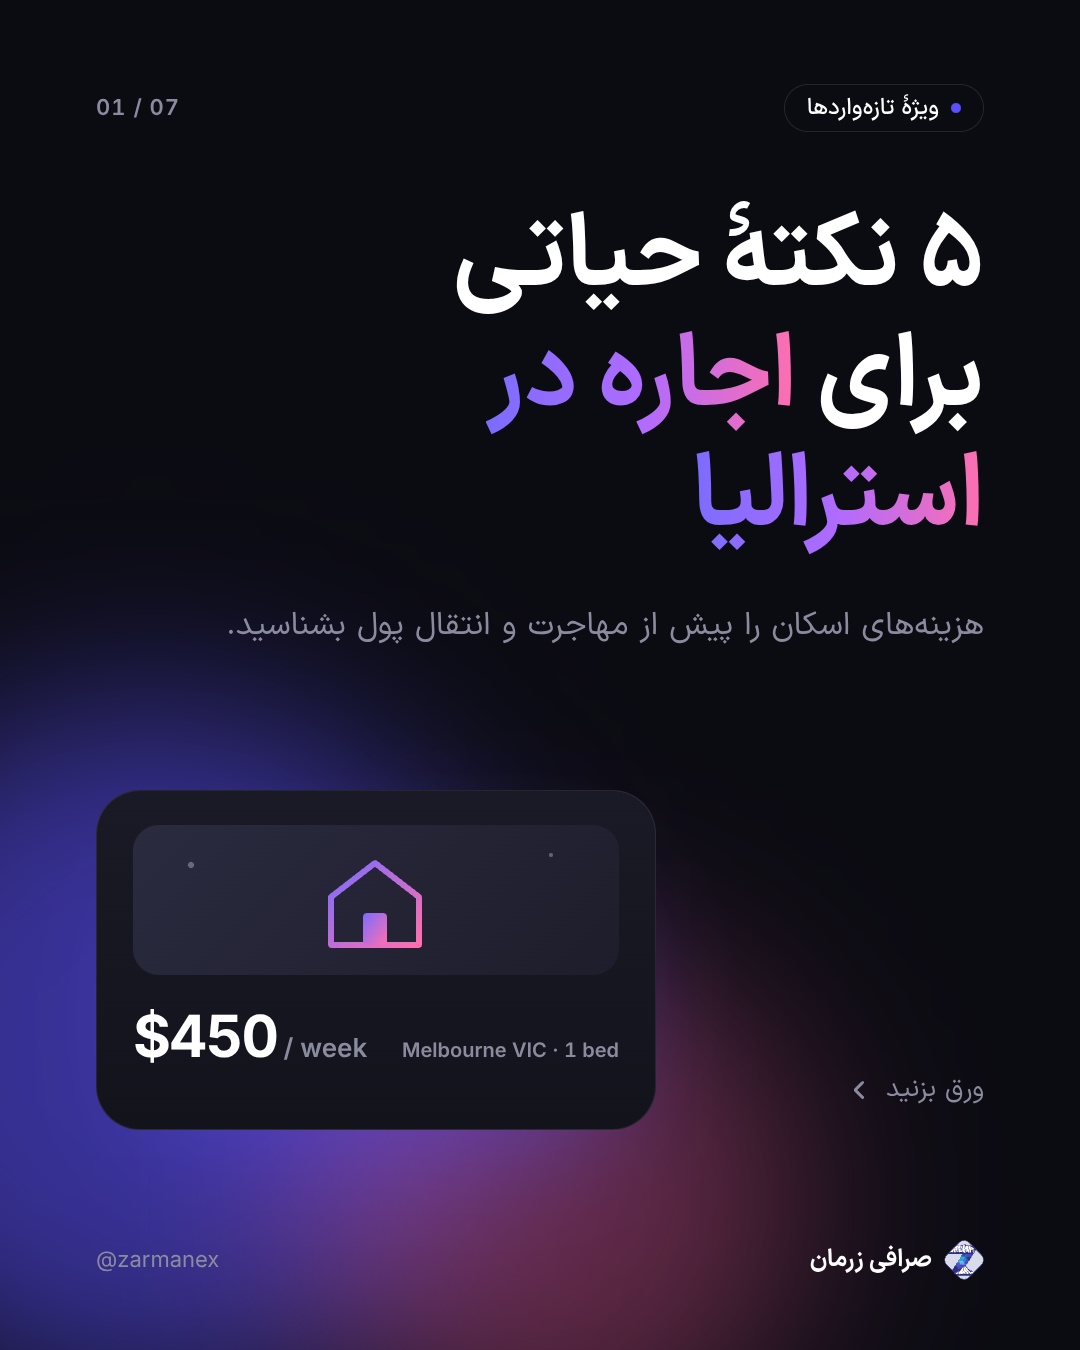 ویژهٔ تازه‌واردها
01 / 07
۵ نکتهٔ حیاتی
برای اجاره در
استرالیا
هزینه‌های اسکان را پیش از مهاجرت و انتقال پول بشناسید.
$450 / week
Melbourne VIC · 1 bed
ورق بزنید
صرافی زرمان
@zarmanex